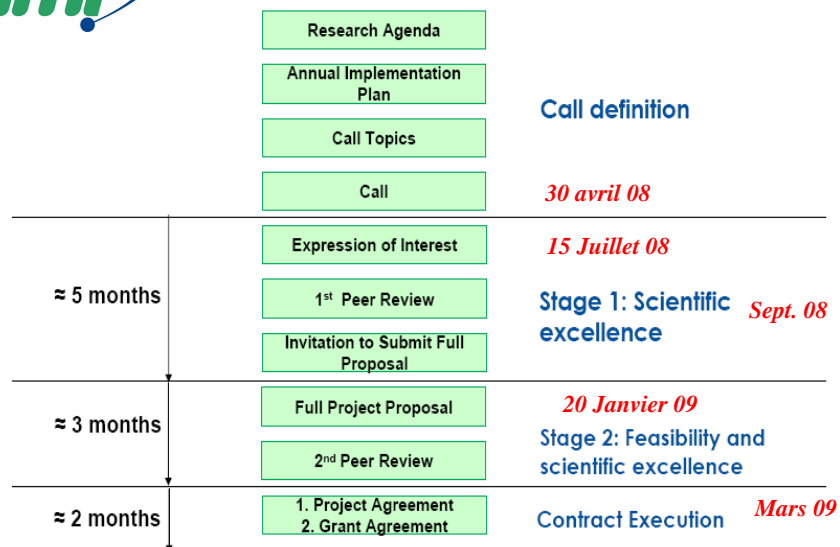 Research Agenda
Annual Implementation
Plan
Call definition
Call Topics
Call
30 avril 08
Expression of Interest
15 Juillet 08
≈ 5 months
1st Peer Review
Stage 1: Scientific
excellence
Sept. 08
Invitation to Submit Full
Proposal
Full Project Proposal
20 Janvier 09
≈ 3 months
Stage 2: Feasibility and
scientific excellence
2nd Peer Review
≈ 2 months
1. Project Agreement
2. Grant Agreement
Contract Execution
Mars 09